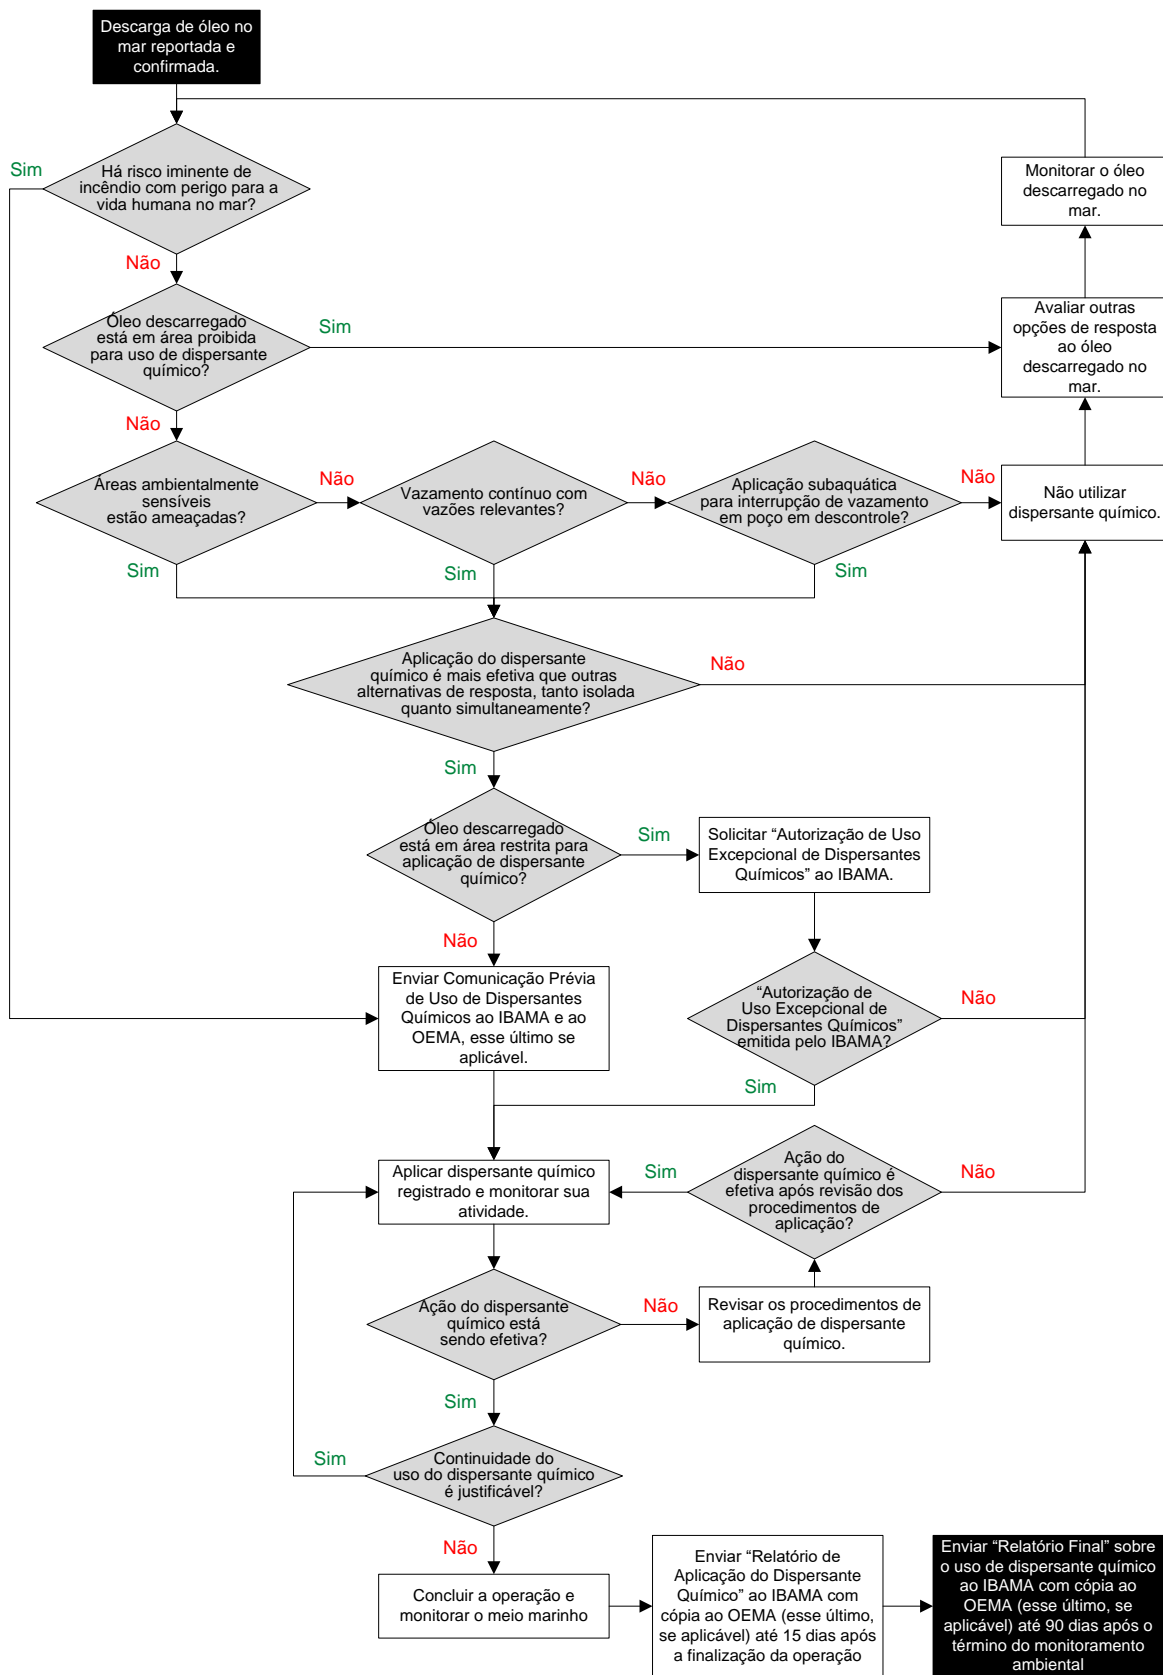 Descarga de óleo no
mar reportada e
confirmada.
Sim
Há risco iminente de
incêndio com perigo para a
vida humana no mar?
Monitorar o óleo
descarregado no
mar.
Não
Óleo descarregado
está em área proibida
para uso de dispersante
químico?
Sim
Avaliar outras
opções de resposta
ao óleo
descarregado no
mar.
Não
Áreas ambientalmente
sensíveis
estão ameaçadas?
Não
Vazamento contínuo com
vazões relevantes?
Não
Aplicação subaquática
para interrupção de vazamento
em poço em descontrole?
Não
Não utilizar
dispersante químico.
Sim
Sim
Sim
Aplicação do dispersante
químico é mais efetiva que outras
alternativas de resposta, tanto isolada
quanto simultaneamente?
Não
Sim
Óleo descarregado
está em área restrita para
aplicação de dispersante
químico?
Sim
Solicitar “Autorização de Uso
Excepcional de Dispersantes
Químicos” ao IBAMA.
Não
Enviar Comunicação Prévia
de Uso de Dispersantes
Químicos ao IBAMA e ao
OEMA, esse último se
aplicável.
“Autorização de
Uso Excepcional de
Dispersantes Químicos”
emitida pelo IBAMA?
Não
Sim
Aplicar dispersante químico
registrado e monitorar sua
atividade.
Sim
Ação do
dispersante químico é
efetiva após revisão dos
procedimentos de
aplicação?
Não
Ação do dispersante
químico está
sendo efetiva?
Não
Revisar os procedimentos de
aplicação de dispersante
químico.
Sim
Sim
Continuidade do
uso do dispersante químico
é justificável?
Não
Concluir a operação e
monitorar o meio marinho
Enviar “Relatório de
Aplicação do Dispersante
Químico” ao IBAMA com
cópia ao OEMA (esse último,
se aplicável) até 15 dias após
a finalização da operação
Enviar “Relatório Final” sobre
o uso de dispersante químico
ao IBAMA com cópia ao
OEMA (esse último, se
aplicável) até 90 dias após o
término do monitoramento
ambiental